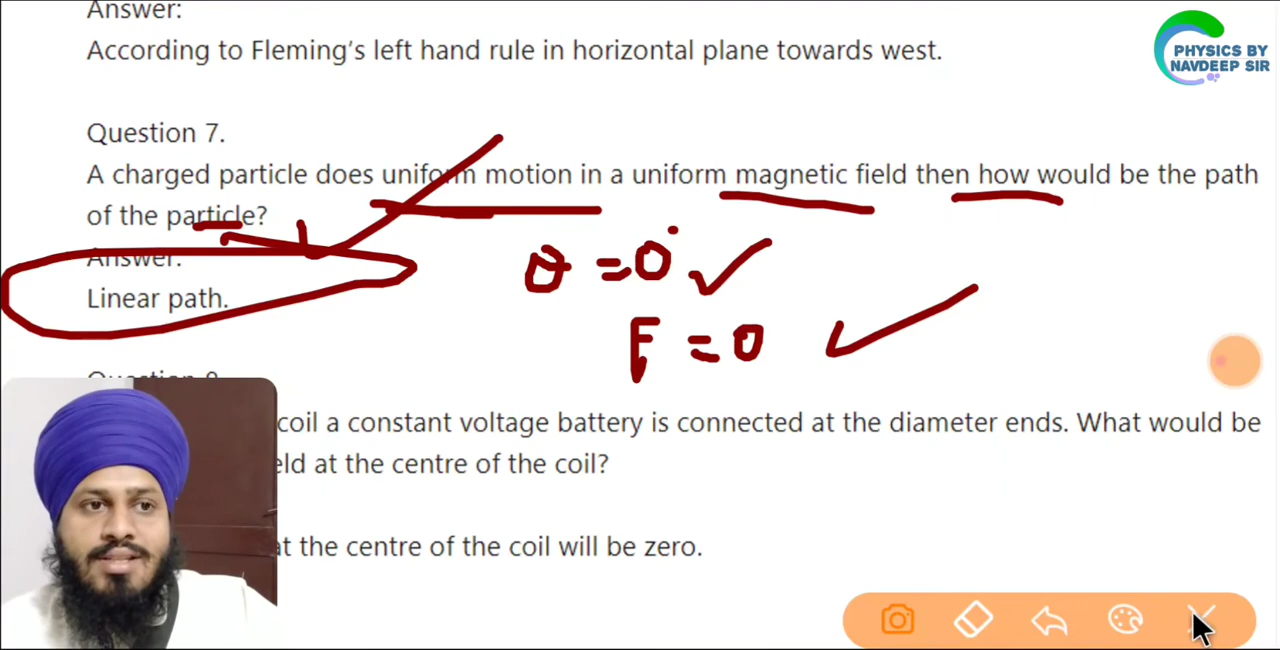 Answer:
According to Fleming’s left hand rule in horizontal plane towards west.
PHYSICS BY
NAVDEEP SIR
Question 7.
A charged particle does uniform motion in a uniform magnetic field then how would be the path
of the particle?
Answer:
Linear path.
θ = 0°
F = 0
coil a constant voltage battery is connected at the diameter ends. What would be
eld at the centre of the coil?
at the centre of the coil will be zero.